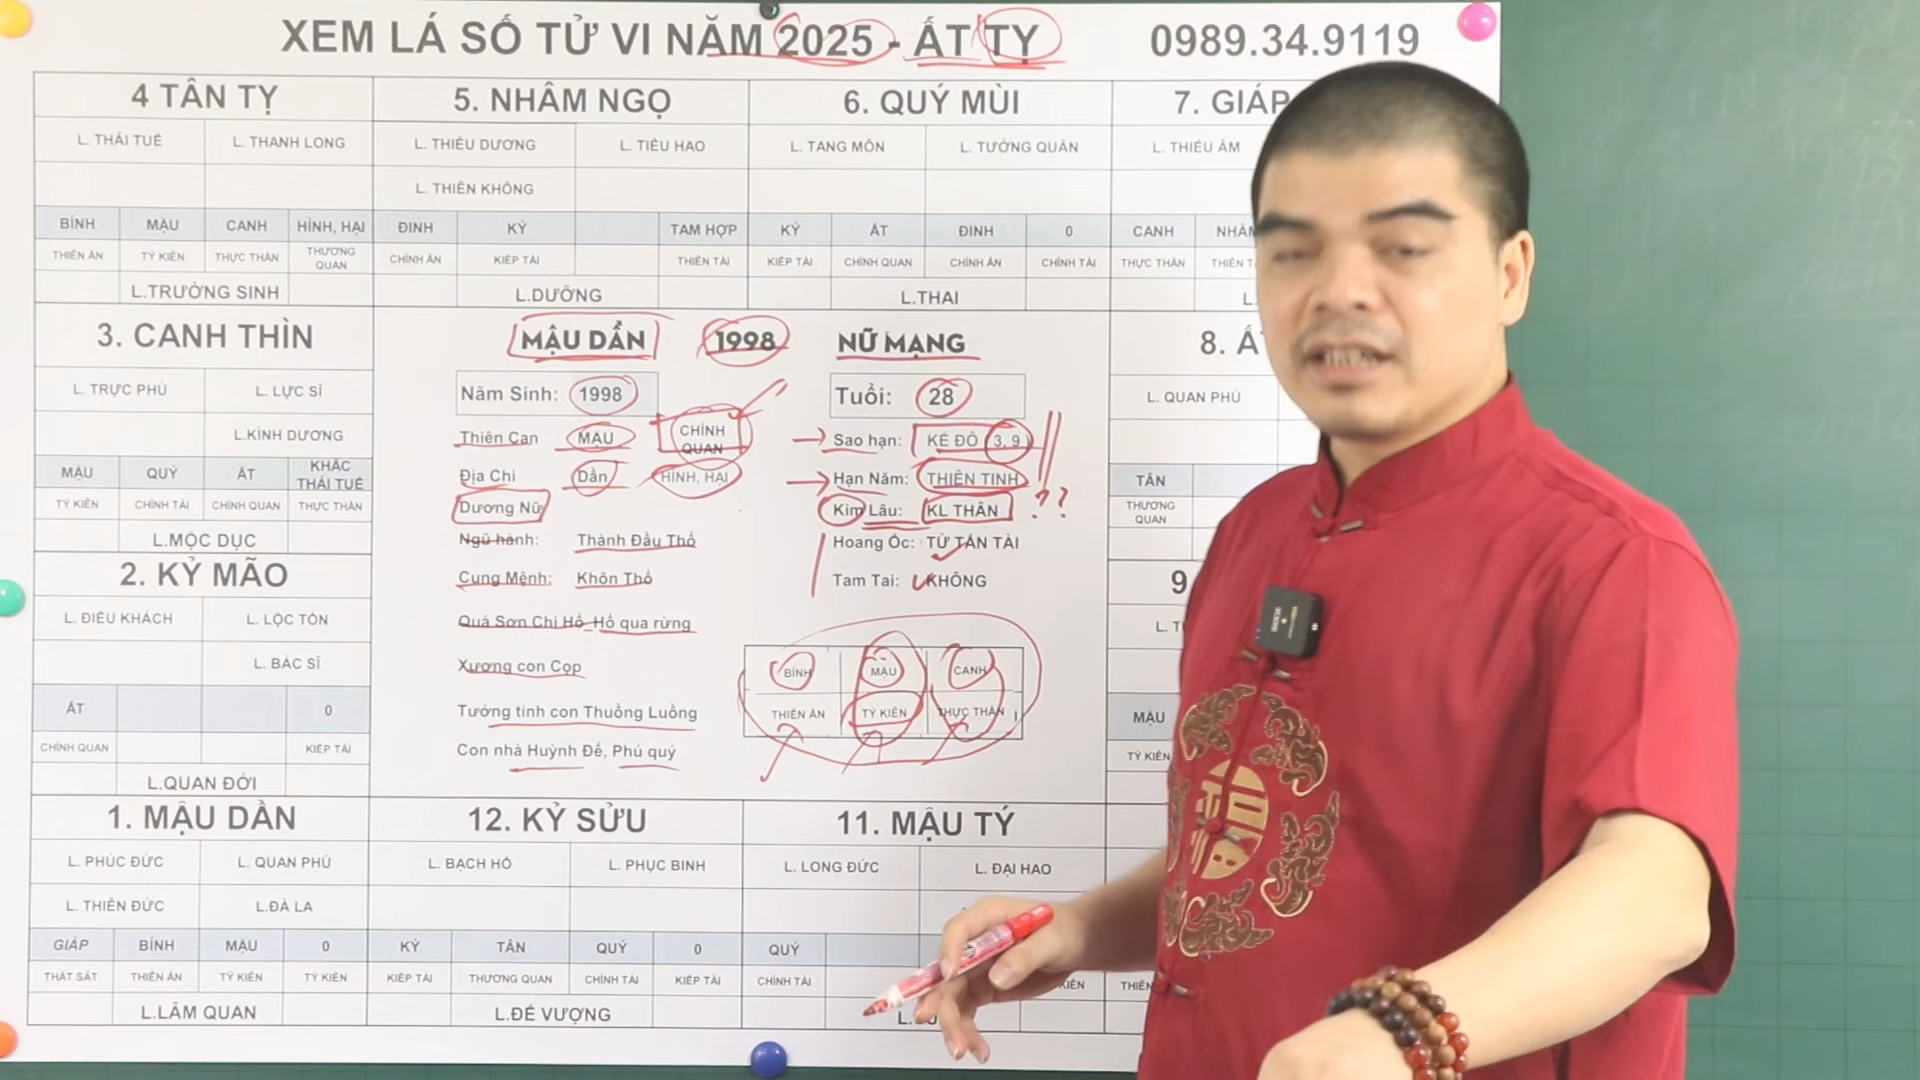 XEM LÁ SỐ TỬ VI NĂM 2025 - ẤT TỴ 0989.34.9119
4 TÂN TỴ
L. THÁI TUẾ L. THANH LONG
BÍNH MẬU CANH HÌNH, HẠI
THIÊN ẤN TỶ KIÊN THỰC THẦN THƯƠNG QUAN
L.TRƯỜNG SINH
5. NHÂM NGỌ
L. THIẾU DƯƠNG L. TIỂU HAO
L. THIÊN KHÔNG
ĐINH KỶ TAM HỢP
CHÍNH ẤN KIẾP TÀI THIÊN TÀI
L.DƯỠNG
6. QUÝ MÙI
L. TANG MÔN L. TƯỚNG QUÂN
KỶ ẤT ĐINH 0
KIẾP TÀI CHÍNH QUAN CHÍNH ẤN CHÍNH TÀI
L.THAI
7. GIÁP
L. THIẾU ÂM
CANH NHÂM
THỰC THẦN THIÊN T
L.
3. CANH THÌN
L. TRỰC PHÙ L. LỰC SĨ
L.KÌNH DƯƠNG
MẬU QUÝ ẤT KHẮC THÁI TUẾ
TỶ KIÊN CHÍNH TÀI CHÍNH QUAN THỰC THẦN
L.MỘC DỤC
MẬU DẦN 1998 NỮ MẠNG
Năm Sinh: 1998 Tuổi: 28
Thiên Can MẬU CHÍNH QUAN Sao hạn: KẾ ĐÔ (3, 9)
Địa Chi Dần HÌNH, HẠI Hạn Năm: THIÊN TINH
Dương Nữ Kim Lâu: KL THÂN ??
Ngũ hành: Thành Đầu Thổ Hoang Ốc: TỨ TẤN TÀI
Cung Mệnh: Khôn Thổ Tam Tai: KHÔNG
Quá Sơn Chi Hổ_Hổ qua rừng
Xương con Cọp
Tướng tinh con Thuồng Luồng
Con nhà Huỳnh Đế, Phú quý
BÍNH MẬU CANH
THIÊN ẤN TỶ KIÊN THỰC THẦN
8. Ấ
L. QUAN PHÙ
TÂN
THƯƠNG QUAN
2. KỶ MÃO
L. ĐIẾU KHÁCH L. LỘC TỒN
L. BÁC SĨ
ẤT 0
CHÍNH QUAN KIẾP TÀI
L.QUAN ĐỚI
9
L. T
MẬU
TỶ KIÊN
1. MẬU DẦN
L. PHÚC ĐỨC L. QUAN PHỦ
L. THIÊN ĐỨC L.ĐÀ LA
GIÁP BÍNH MẬU 0
THẤT SÁT THIÊN ẤN TỶ KIÊN TỶ KIÊN
L.LÂM QUAN
12. KỶ SỬU
L. BẠCH HỔ L. PHỤC BINH
KỶ TÂN QUÝ 0
KIẾP TÀI THƯƠNG QUAN CHÍNH TÀI KIẾP TÀI
L.ĐẾ VƯỢNG
11. MẬU TÝ
L. LONG ĐỨC L. ĐẠI HAO
QUÝ
CHÍNH TÀI KIÊN
L.SU
THIÊN